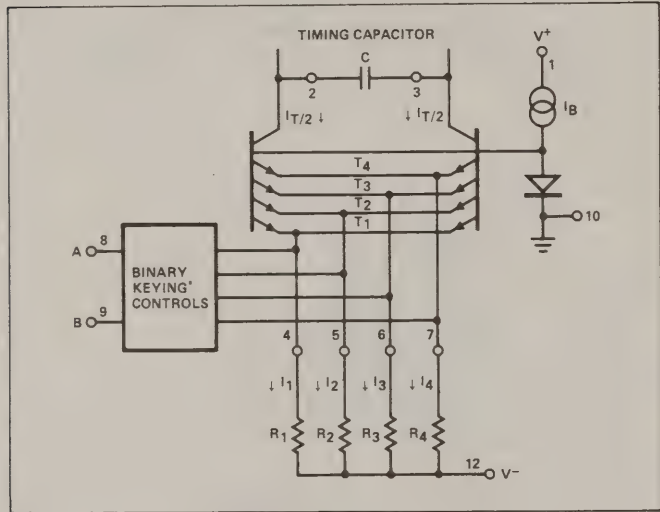 TIMING CAPACITOR
V+
C
1
2
3
IT/2 ↓
↓ IT/2
IB
T4
T3
T2
T1
10
A
8
BINARY
KEYING*
CONTROLS
B
9
4
5
6
7
↓ I1
↓ I2
↓ I3
↓ I4
R1
R2
R3
R4
12
V−